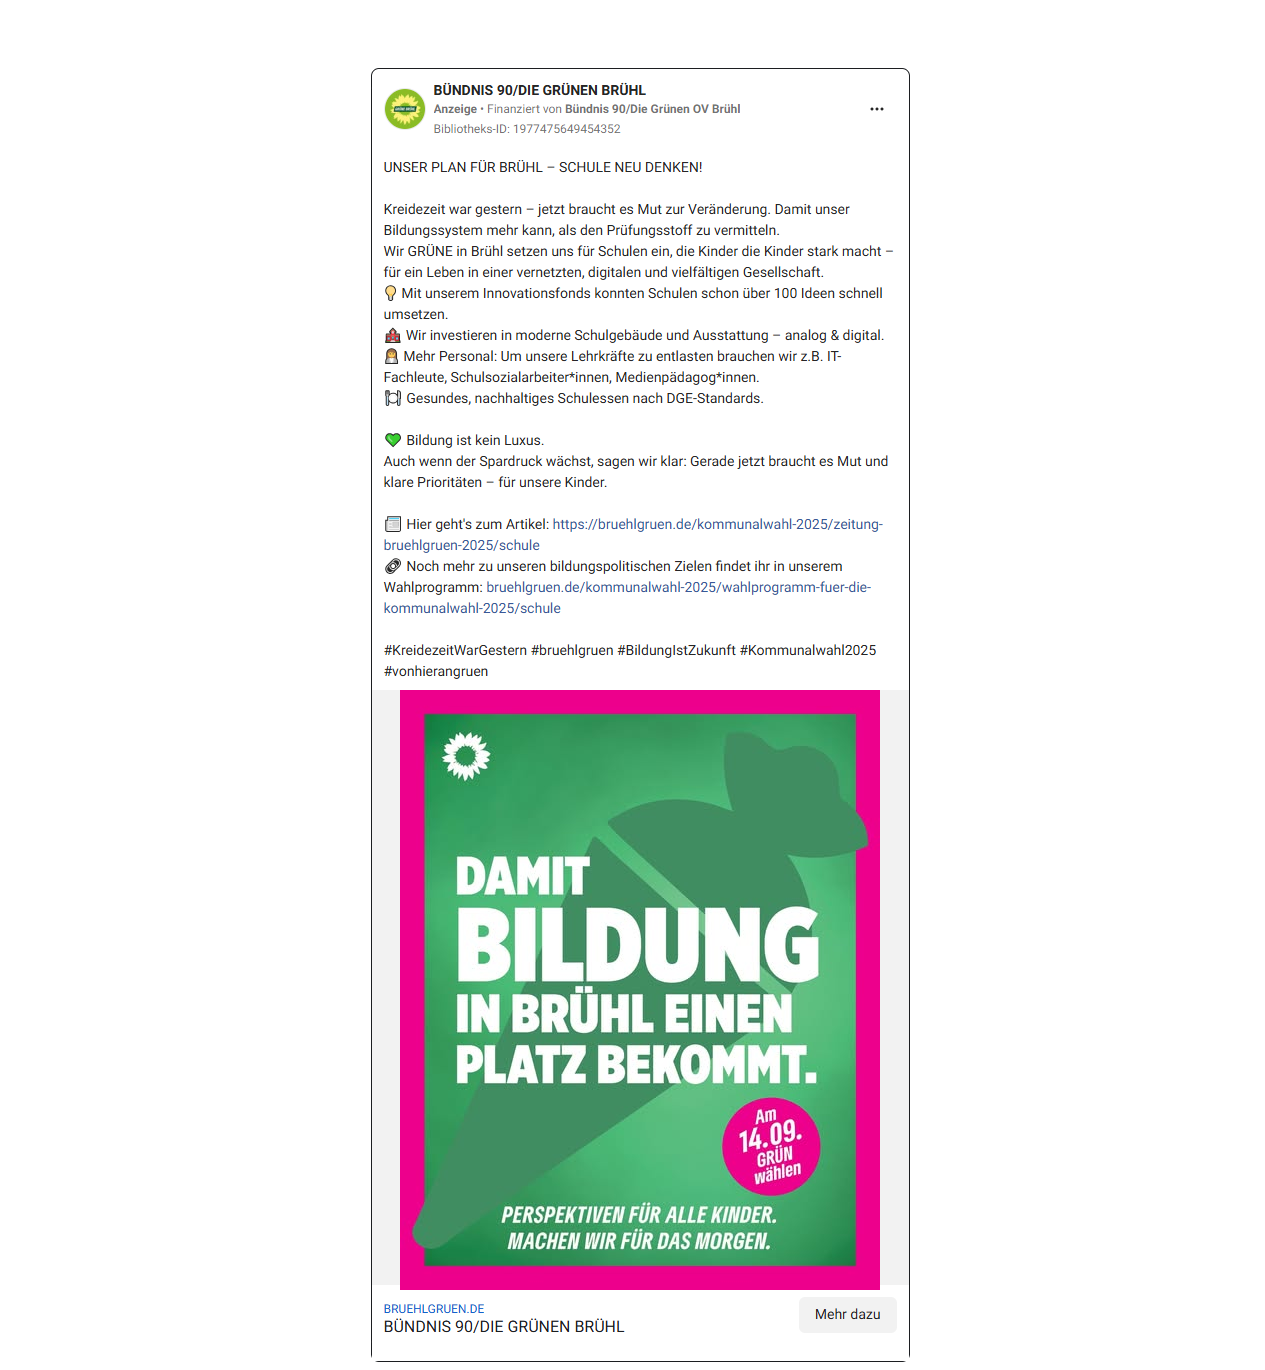 BÜNDNIS 90/DIE GRÜNEN BRÜHL
Anzeige • Finanziert von Bündnis 90/Die Grünen OV Brühl
Bibliotheks-ID: 1977475649454352
UNSER PLAN FÜR BRÜHL – SCHULE NEU DENKEN!
Kreidezeit war gestern – jetzt braucht es Mut zur Veränderung. Damit unser
Bildungssystem mehr kann, als den Prüfungsstoff zu vermitteln.
Wir GRÜNE in Brühl setzen uns für Schulen ein, die Kinder die Kinder stark macht –
für ein Leben in einer vernetzten, digitalen und vielfältigen Gesellschaft.
💡 Mit unserem Innovationsfonds konnten Schulen schon über 100 Ideen schnell
umsetzen.
🏫 Wir investieren in moderne Schulgebäude und Ausstattung – analog & digital.
👩‍🏫 Mehr Personal: Um unsere Lehrkräfte zu entlasten brauchen wir z.B. IT-
Fachleute, Schulsozialarbeiter*innen, Medienpädagog*innen.
🍽️ Gesundes, nachhaltiges Schulessen nach DGE-Standards.
💚 Bildung ist kein Luxus.
Auch wenn der Spardruck wächst, sagen wir klar: Gerade jetzt braucht es Mut und
klare Prioritäten – für unsere Kinder.
📰 Hier geht's zum Artikel: https://bruehlgruen.de/kommunalwahl-2025/zeitung-
bruehlgruen-2025/schule
🗞️ Noch mehr zu unseren bildungspolitischen Zielen findet ihr in unserem
Wahlprogramm: bruehlgruen.de/kommunalwahl-2025/wahlprogramm-fuer-die-
kommunalwahl-2025/schule
#KreidezeitWarGestern #bruehlgruen #BildungIstZukunft #Kommunalwahl2025
#vonhierangruen
DAMIT
BILDUNG
IN BRÜHL EINEN
PLATZ BEKOMMT.
Am
14.09.
GRÜN
wählen
PERSPEKTIVEN FÜR ALLE KINDER.
MACHEN WIR FÜR DAS MORGEN.
BRUEHLGRUEN.DE
BÜNDNIS 90/DIE GRÜNEN BRÜHL
Mehr dazu